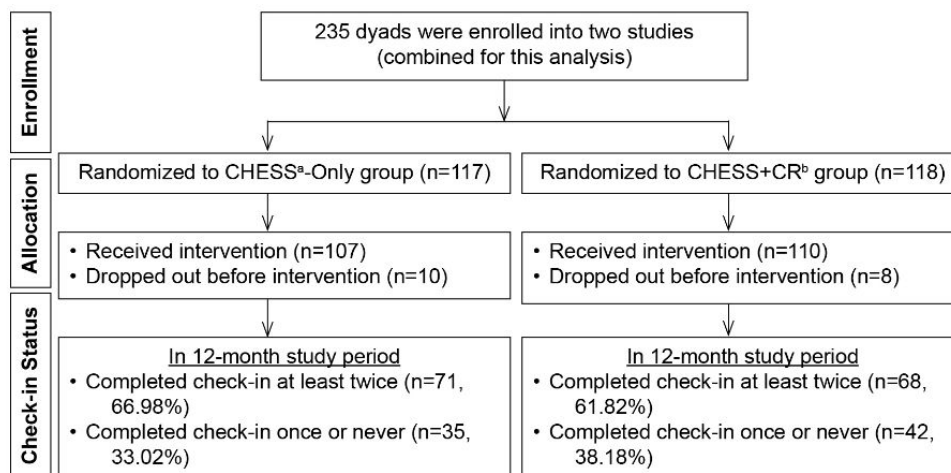 Enrollment
235 dyads were enrolled into two studies
(combined for this analysis)
Allocation
Randomized to CHESSᵃ-Only group (n=117)
Randomized to CHESS+CRᵇ group (n=118)
• Received intervention (n=107)
• Dropped out before intervention (n=10)
• Received intervention (n=110)
• Dropped out before intervention (n=8)
Check-in Status
In 12-month study period
• Completed check-in at least twice (n=71,
66.98%)
• Completed check-in once or never (n=35,
33.02%)
In 12-month study period
• Completed check-in at least twice (n=68,
61.82%)
• Completed check-in once or never (n=42,
38.18%)